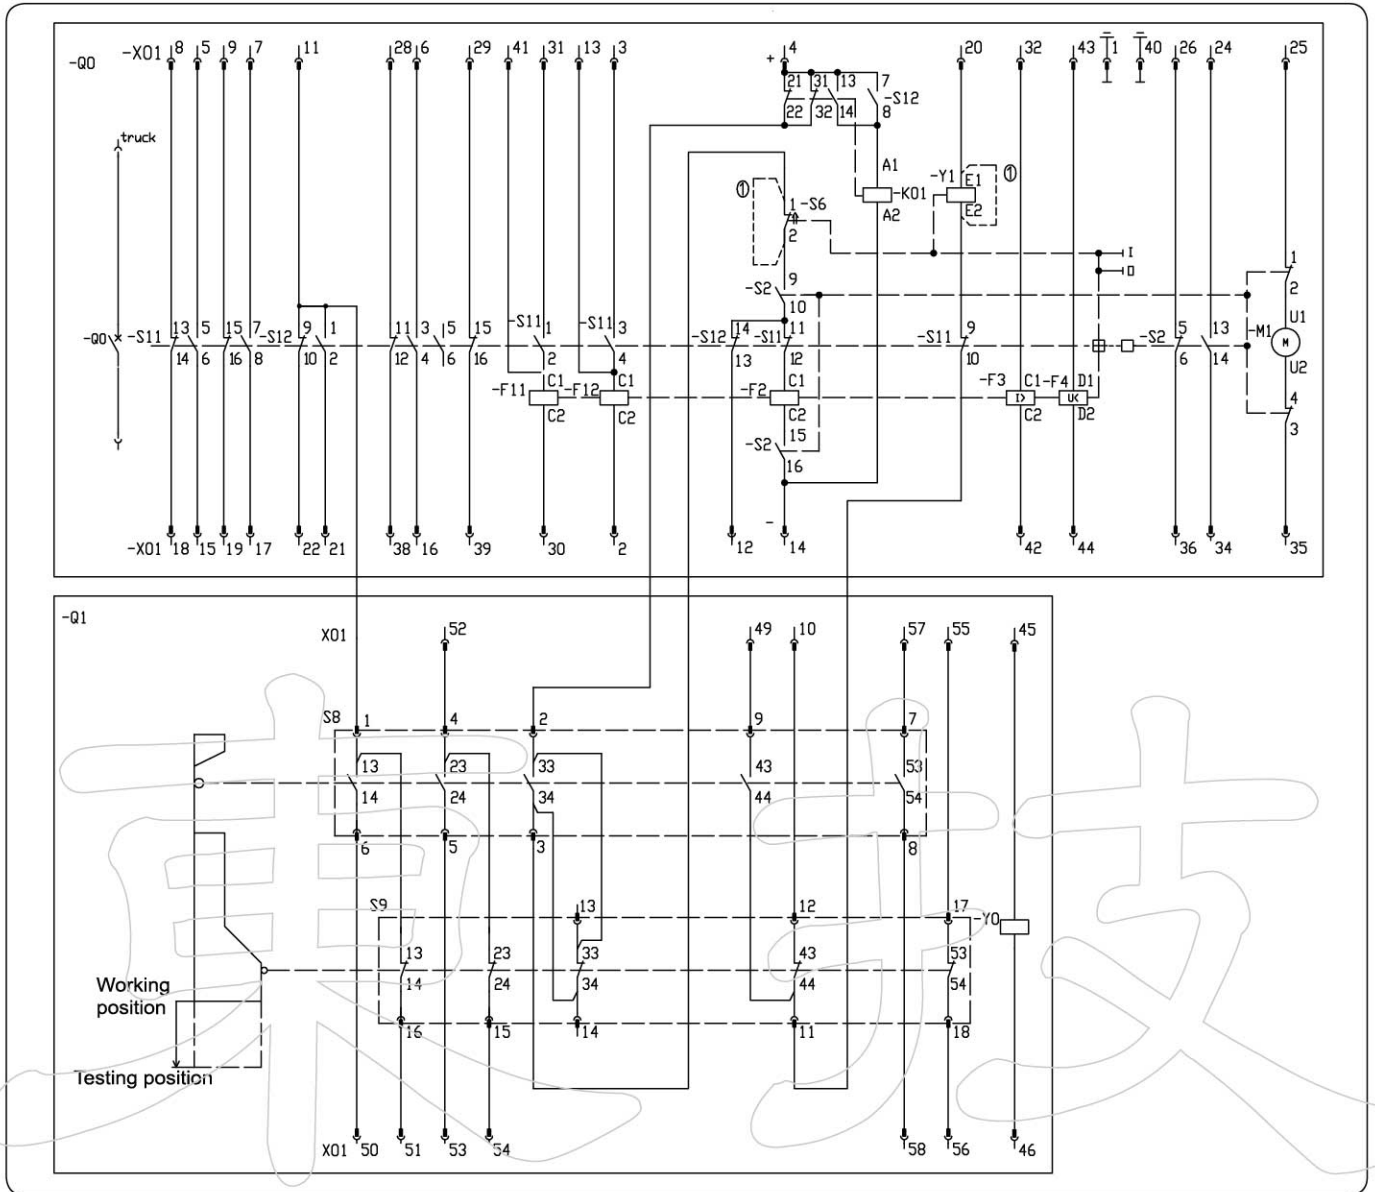 -Q0 -X01 8 5 9 7 11 28 6 29 41 31 13 3 + 4 20 32 43 1 40 26 24 25
21 31 13 7
-S12
22 32 14 8
truck
A1
-K01
A2
-Y1 E1 ①
E2
① 1 -S6
2
I
0
9
-S2
10
1
2
U1
-M1
M
U2
-Q0 -S11 13 5 15 7 -S12 9 1 11 3 5 15 -S11 1 -S11 3 -S12 14 -S11 11 -S11 9 -S2 5 13
14 6 16 8 10 2 12 4 6 16 2 4 13 12 10 6 14
-F11 C1 -F12 C1 -F2 C1 -F3 C1 -F4 D1
I> U<
C2 C2 C2 C2 D2
4
3
15
-S2
16
-
-X01 18 15 19 17 22 21 38 16 39 30 2 12 14 42 44 36 34 35
-Q1
X01 52 49 10 57 55 45
S8 1 4 2 9 7
13 23 33 43 53
14 24 34 44 54
6 5 3 8
S9 13 12 17 -Y0
13 23 33 43 53
14 24 34 44 54
16 15 14 11 18
Working
position
Testing position
X01 50 51 53 54 58 56 46
東技